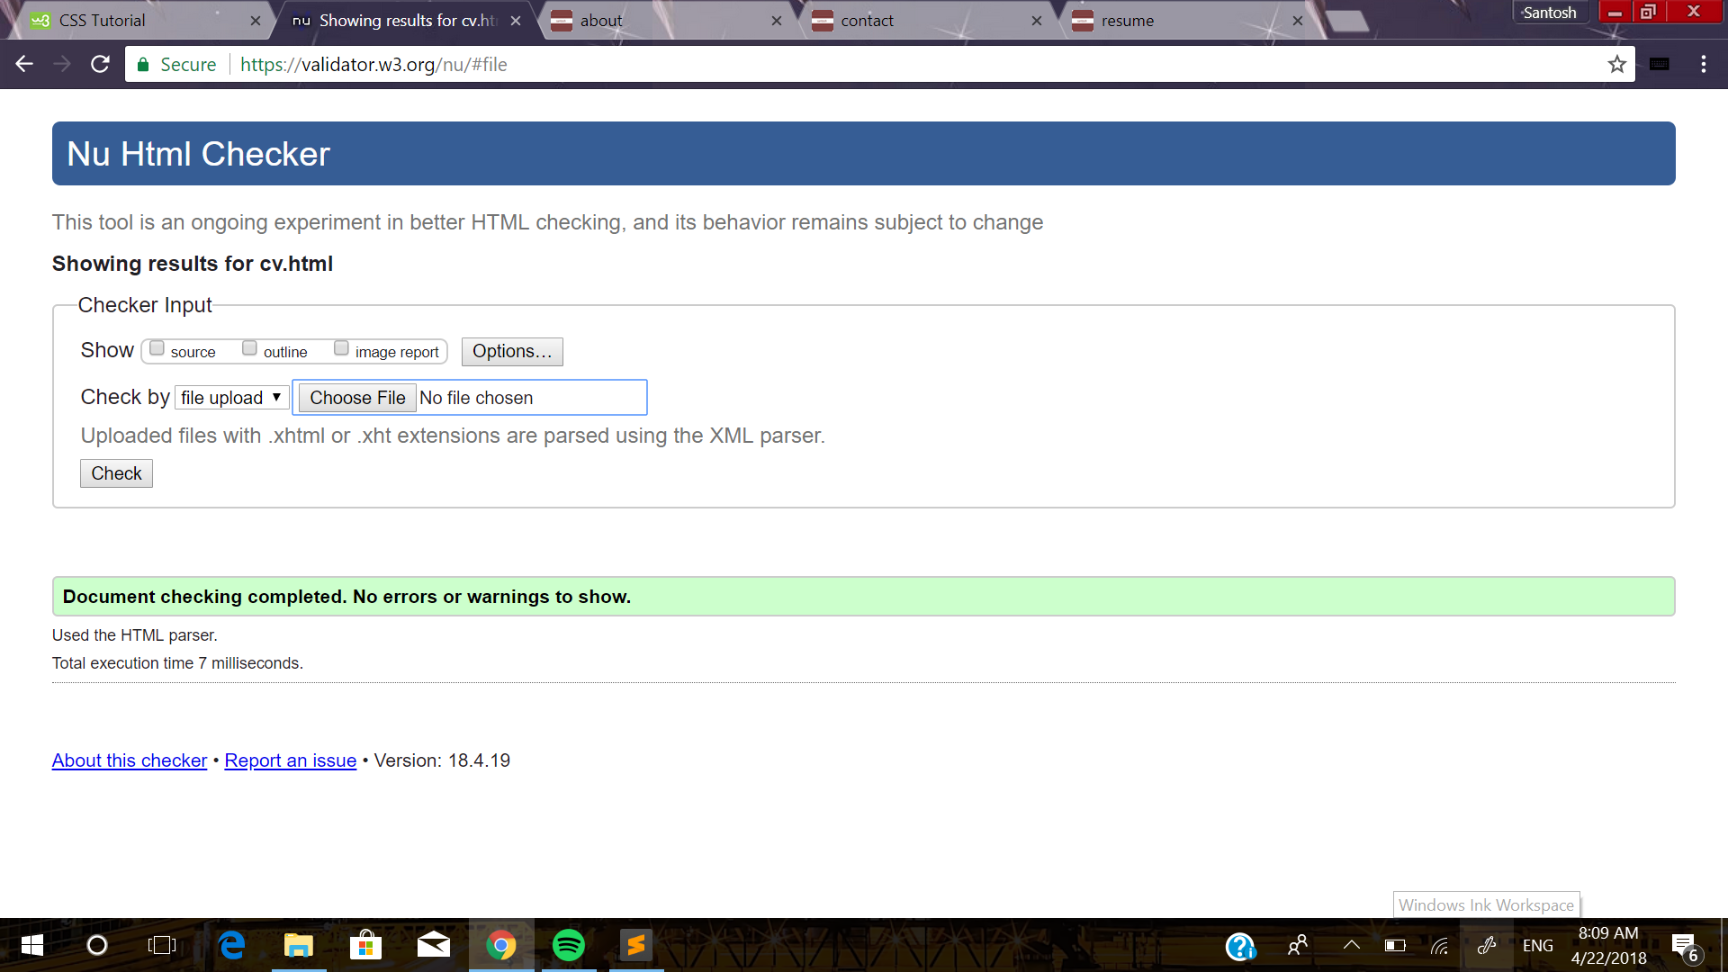 CSS Tutorial
nu Showing results for cv.ht
about
contact
resume
Santosh
Secure https://validator.w3.org/nu/#file
Nu Html Checker
This tool is an ongoing experiment in better HTML checking, and its behavior remains subject to change
Showing results for cv.html
Checker Input
Show source outline image report Options...
Check by file upload Choose File No file chosen
Uploaded files with .xhtml or .xht extensions are parsed using the XML parser.
Check
Document checking completed. No errors or warnings to show.
Used the HTML parser.
Total execution time 7 milliseconds.
About this checker • Report an issue • Version: 18.4.19
Windows Ink Workspace
ENG
8:09 AM
4/22/2018
6